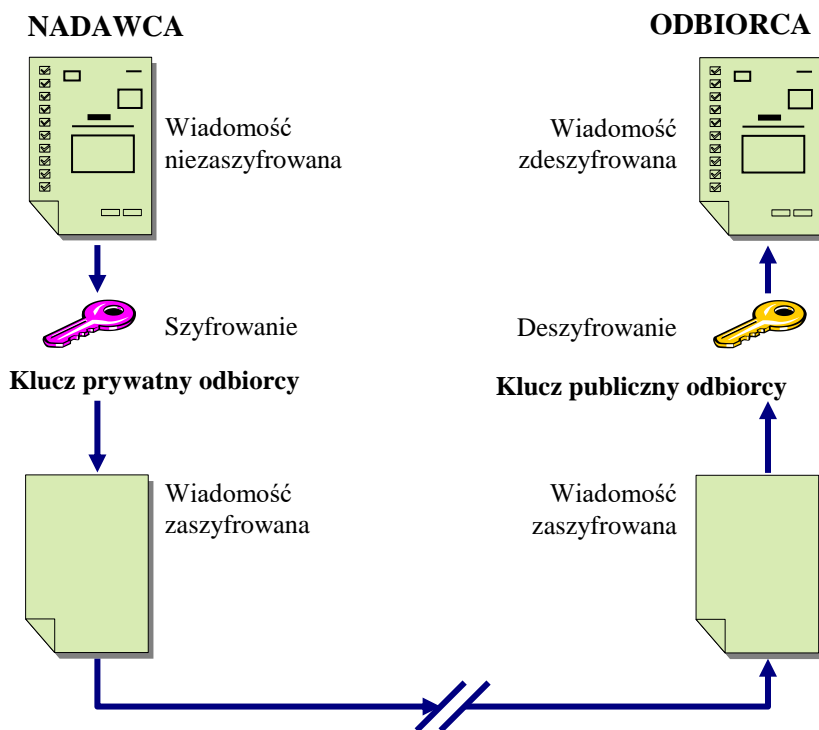 NADAWCA
ODBIORCA
Wiadomość
niezaszyfrowana
Wiadomość
zdeszyfrowana
Szyfrowanie
Deszyfrowanie
Klucz prywatny odbiorcy
Klucz publiczny odbiorcy
Wiadomość
zaszyfrowana
Wiadomość
zaszyfrowana